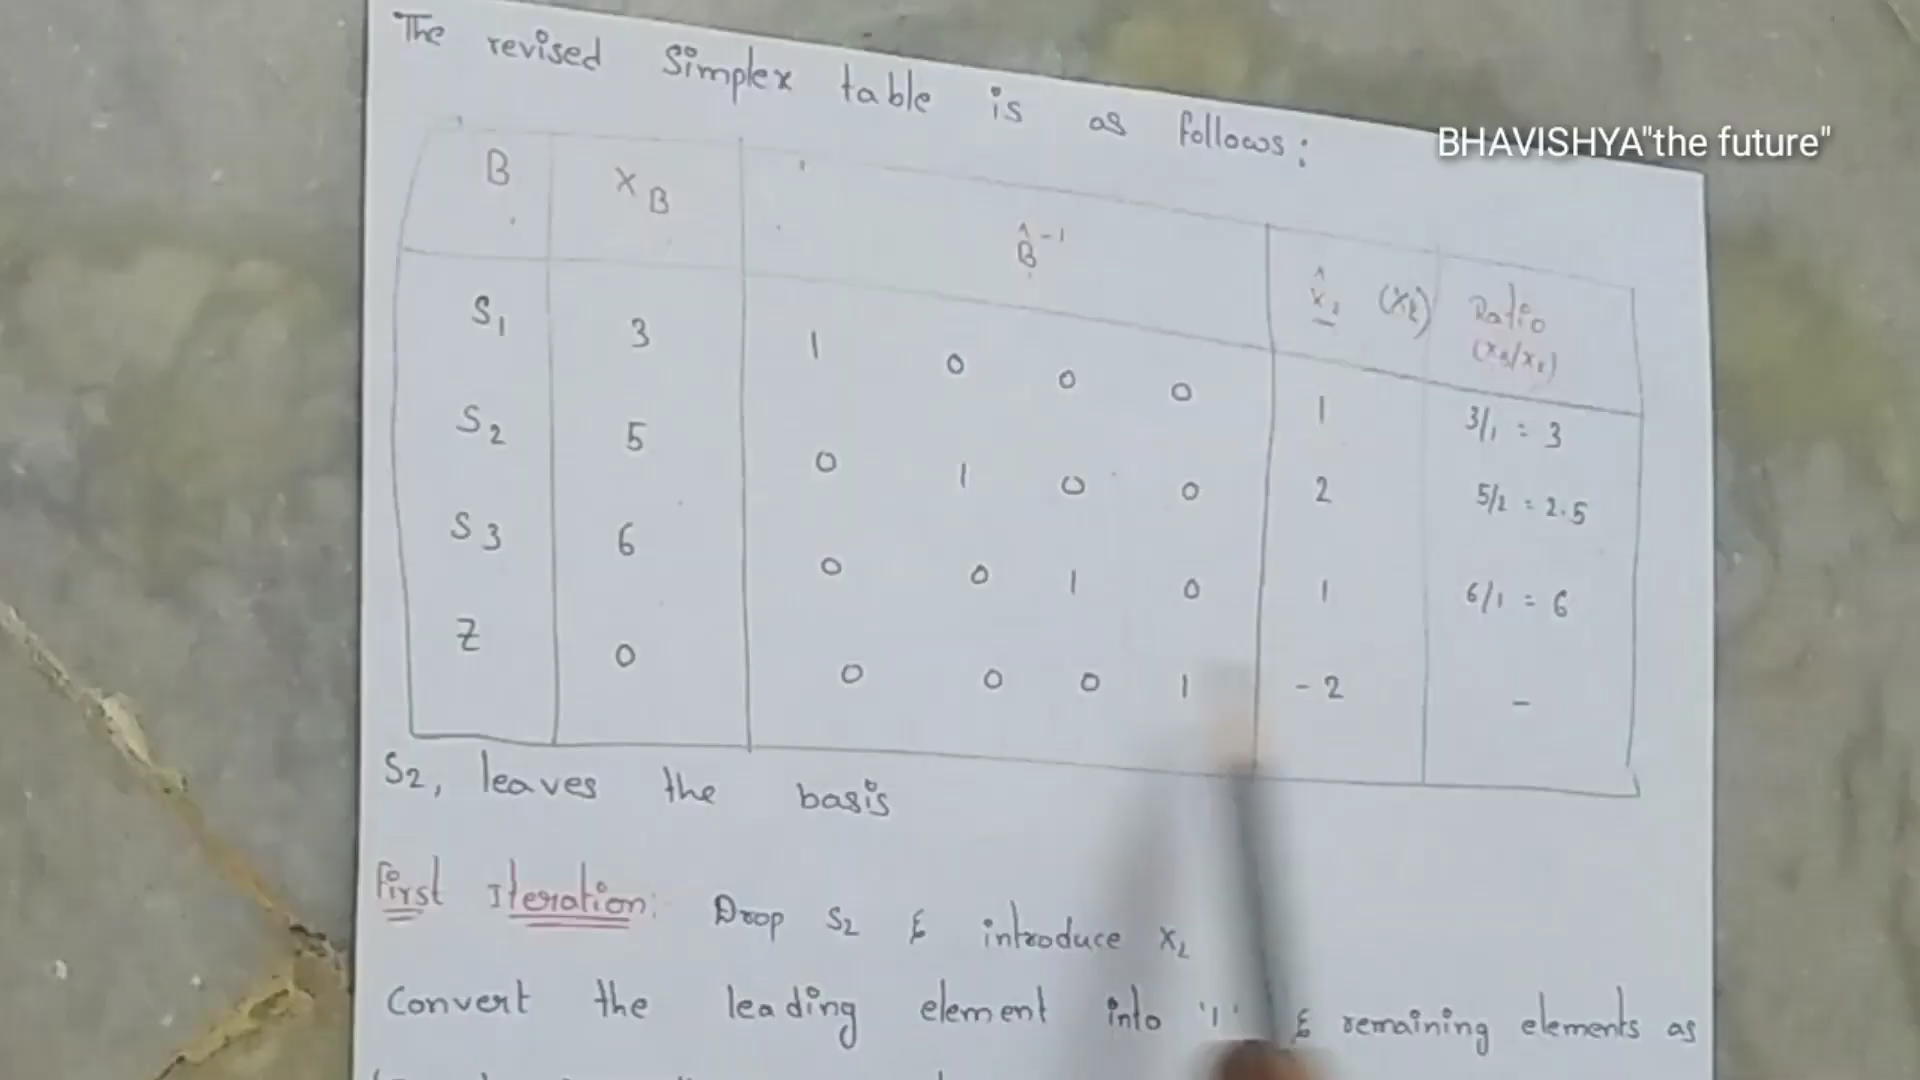 The revised Simplex table is as follows:
BHAVISHYA"the future"
B X_B B̂⁻¹ x̂₂ (X_k) Ratio (x_B/x_k)
S₁ 3 1 0 0 0 1 3/1 = 3
S₂ 5 0 1 0 0 2 5/2 = 2.5
S₃ 6 0 0 1 0 1 6/1 = 6
Z 0 0 0 0 1 -2 -
S₂, leaves the basis
First Iteration: Drop S₂ & introduce X₂
Convert the leading element into '1' & remaining elements as